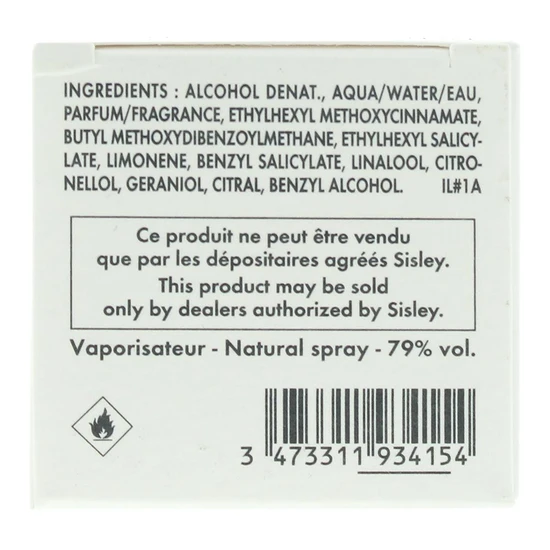 INGREDIENTS : ALCOHOL DENAT., AQUA/WATER/EAU,
PARFUM/FRAGRANCE, ETHYLHEXYL METHOXYCINNAMATE,
BUTYL METHOXYDIBENZOYLMETHANE, ETHYLHEXYL SALICY-
LATE, LIMONENE, BENZYL SALICYLATE, LINALOOL, CITRO-
NELLOL, GERANIOL, CITRAL, BENZYL ALCOHOL. IL#1A
Ce produit ne peut être vendu
que par les dépositaires agréés Sisley.
This product may be sold
only by dealers authorized by Sisley.
Vaporisateur - Natural spray - 79% vol.
3 473311 934154